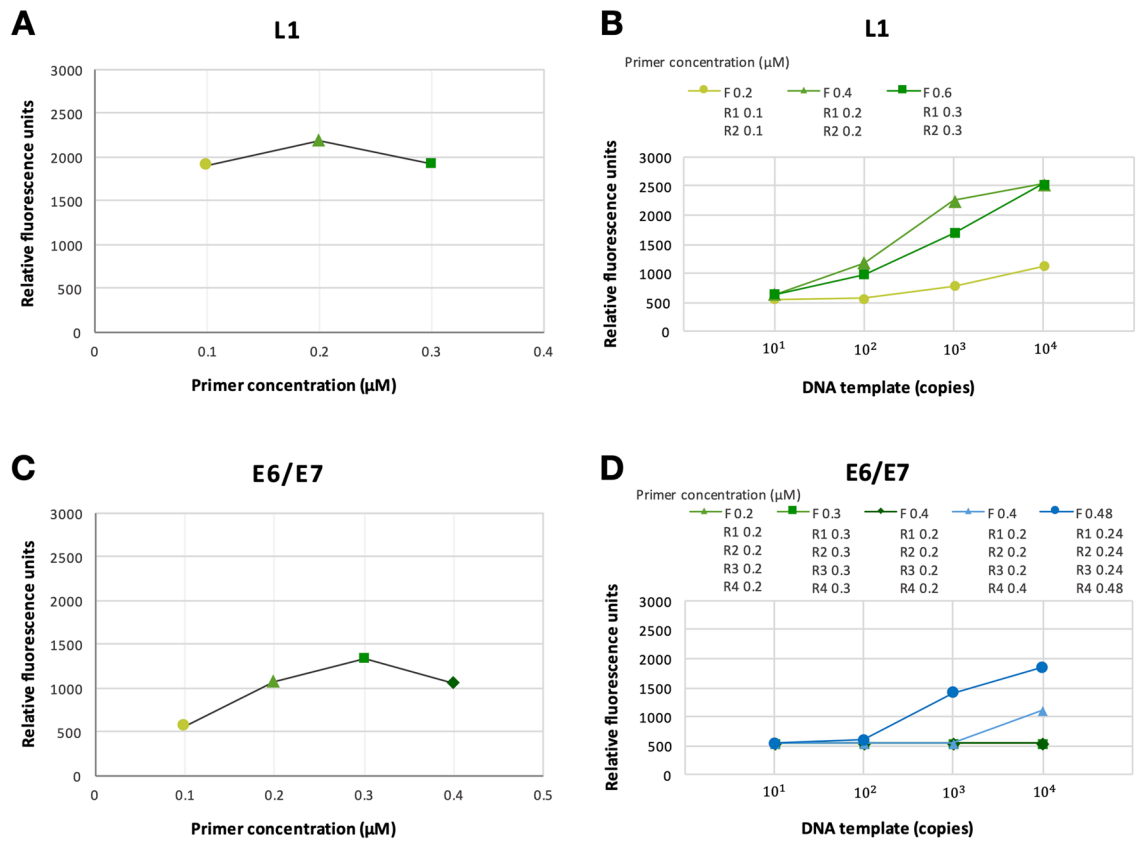 A
L1
Relative fluorescence units
3000
2500
2000
1500
1000
500
0
0 0.1 0.2 0.3 0.4
Primer concentration (µM)
B
L1
Primer concentration (µM)
F 0.2 F 0.4 F 0.6
R1 0.1 R1 0.2 R1 0.3
R2 0.1 R2 0.2 R2 0.3
Relative fluorescence units
3000
2500
2000
1500
1000
500
0
10¹ 10² 10³ 10⁴
DNA template (copies)
C
E6/E7
Relative fluorescence units
3000
2500
2000
1500
1000
500
0
0 0.1 0.2 0.3 0.4 0.5
Primer concentration (µM)
D
E6/E7
Primer concentration (µM)
F 0.2 F 0.3 F 0.4 F 0.4 F 0.48
R1 0.2 R1 0.3 R1 0.2 R1 0.2 R1 0.24
R2 0.2 R2 0.3 R2 0.2 R2 0.2 R2 0.24
R3 0.2 R3 0.3 R3 0.2 R3 0.2 R3 0.24
R4 0.2 R4 0.3 R4 0.2 R4 0.4 R4 0.48
Relative fluorescence units
3000
2500
2000
1500
1000
500
0
10¹ 10² 10³ 10⁴
DNA template (copies)